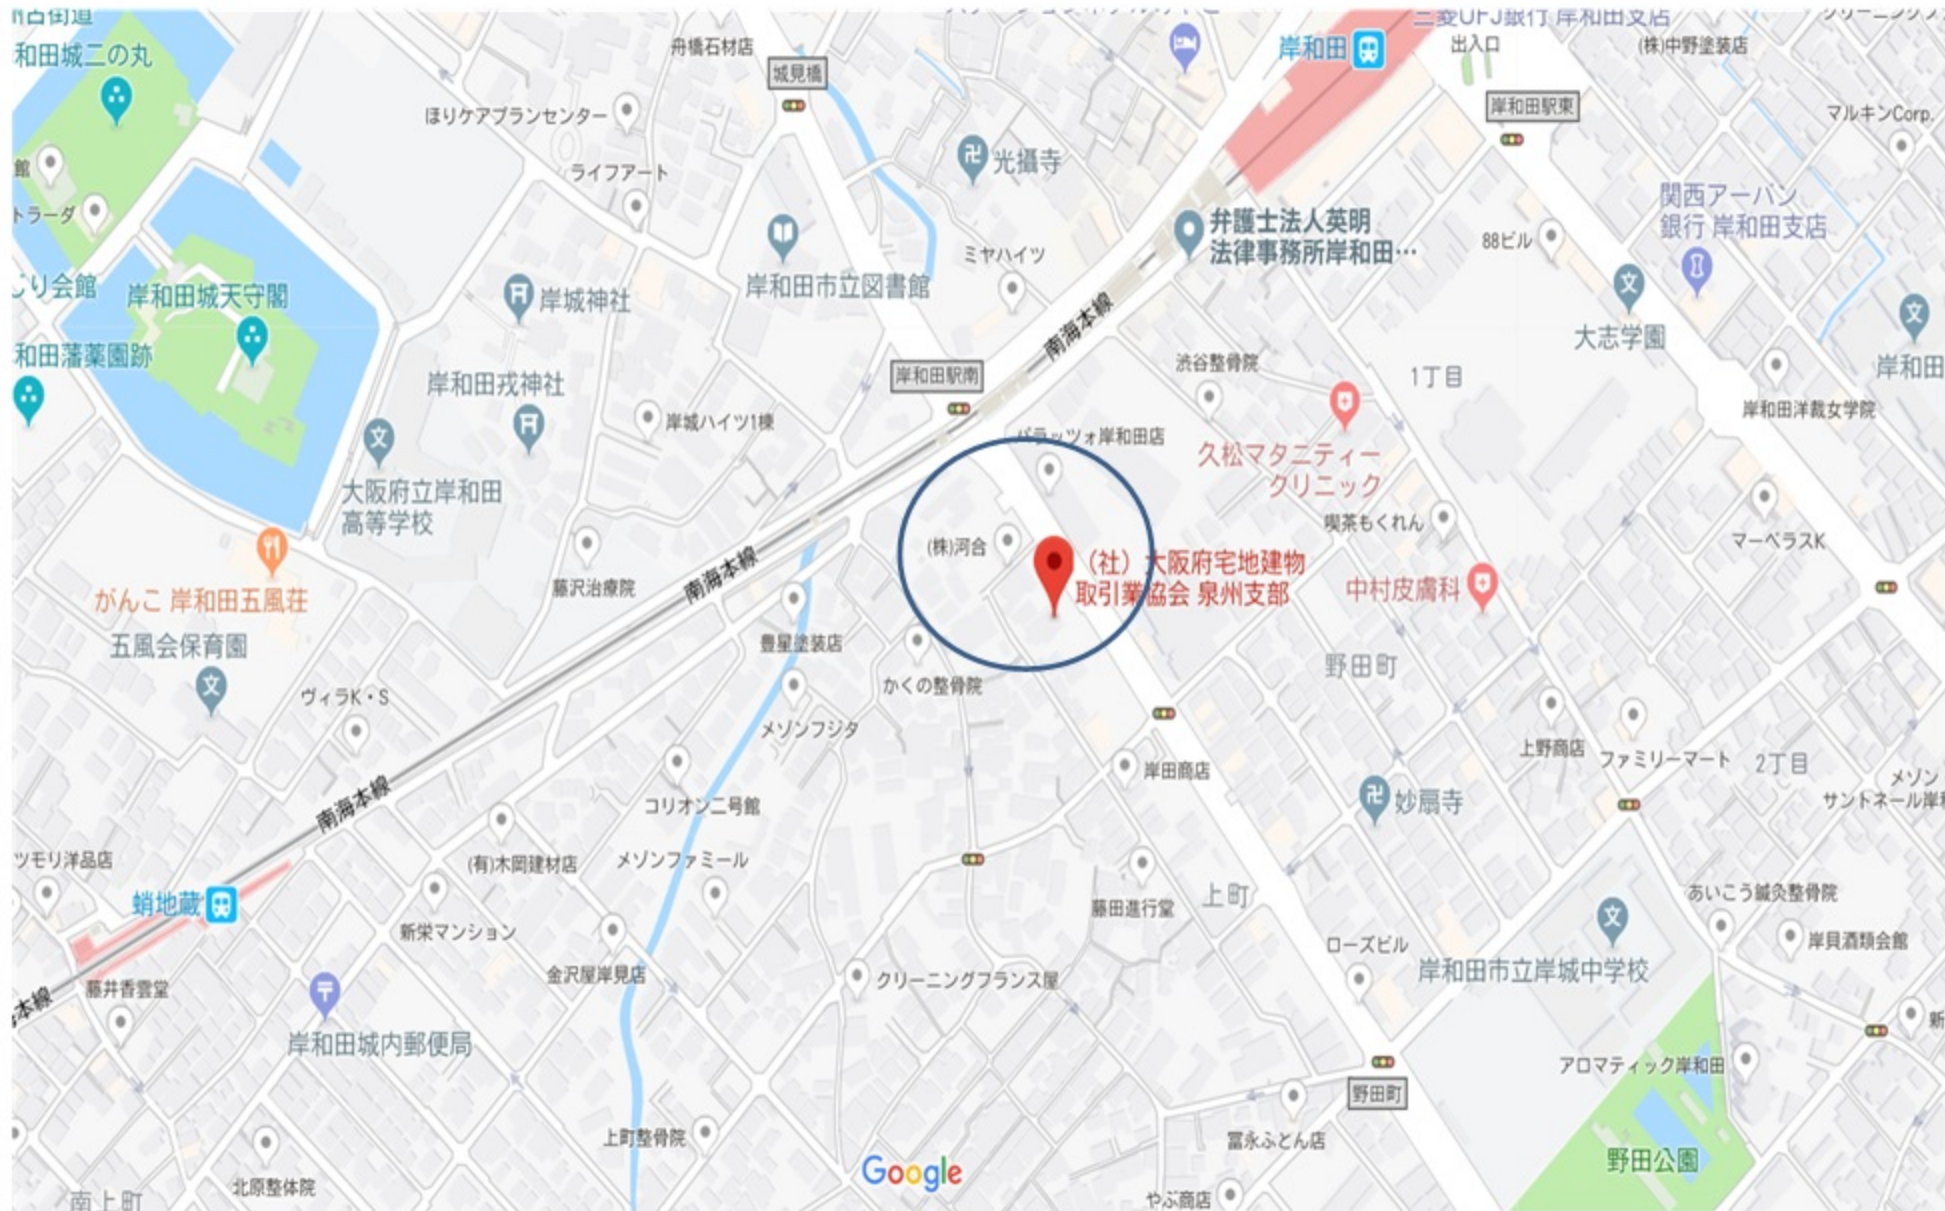 和田城二の丸
舟橋石材店
城見橋
岸和田
三菱UFJ銀行 岸和田支店
出入口
(株)中野塗装店
岸和田駅東
マルキンCorp.
ほりケアプランセンター
ライフアート
光攝寺
館
トラーダ
関西アーバン
銀行 岸和田支店
弁護士法人英明
法律事務所岸和田…
88ビル
ミヤハイツ
岸和田市立図書館
じり会館
岸和田城天守閣
岸城神社
南海本線
大志学園
和田藩薬園跡
岸和田戎神社
岸和田駅南
渋谷整骨院
1丁目
岸和田
岸和田洋裁女学院
岸城ハイツ1棟
パラッツォ岸和田店
久松マタニティー
クリニック
大阪府立岸和田
高等学校
喫茶もくれん
マーベラスK
(株)河合
(社) 大阪府宅地建物
取引業協会 泉州支部
中村皮膚科
南海本線
藤沢治療院
がんこ 岸和田五風荘
五風会保育園
豊星塗装店
かくの整骨院
野田町
ヴィラK・S
メゾンフジタ
上野商店
ファミリーマート
2丁目
岸田商店
メゾン
サントネール岸和
南海本線
コリオン二号館
妙扇寺
ツモリ洋品店
(有)木岡建材店
メゾンファミール
蛸地蔵
新栄マンション
藤田進行堂
上町
あいこう鍼灸整骨院
ローズビル
岸貝酒類会館
岸和田市立岸城中学校
金沢屋岸見店
クリーニングフランス屋
藤井香雲堂
本線
岸和田城内郵便局
新
アロマティック岸和田
野田町
上町整骨院
冨永ふとん店
野田公園
Google
北原整体院
やぶ商店
南上町